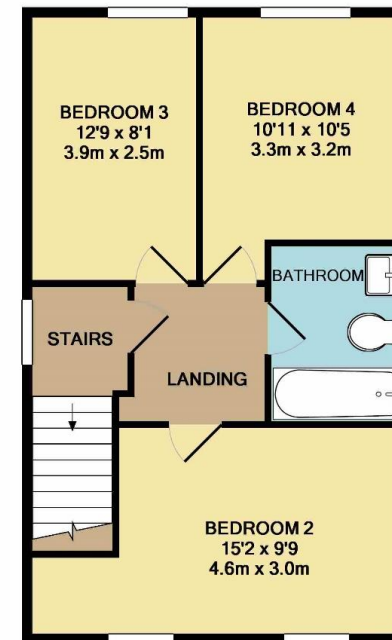 BEDROOM 3
12'9 x 8'1
3.9m x 2.5m
BEDROOM 4
10'11 x 10'5
3.3m x 3.2m
BATHROOM
STAIRS
LANDING
BEDROOM 2
15'2 x 9'9
4.6m x 3.0m